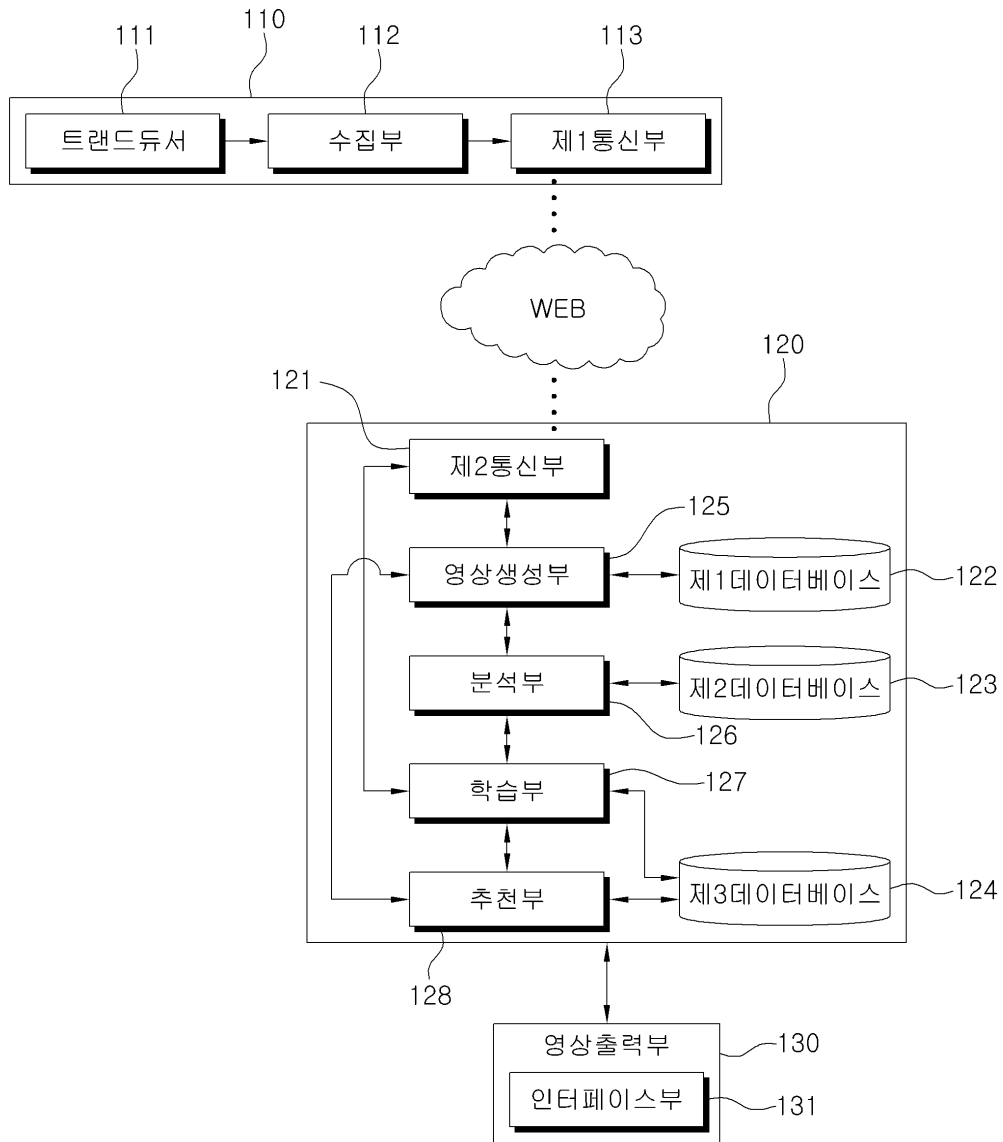 111
110
112
113
트랜드듀서
수집부
제1통신부
WEB
120
121
제2통신부
125
영상생성부
제1데이터베이스
122
분석부
제2데이터베이스
123
126
학습부
127
추천부
제3데이터베이스
124
128
영상출력부
130
인터페이스부
131